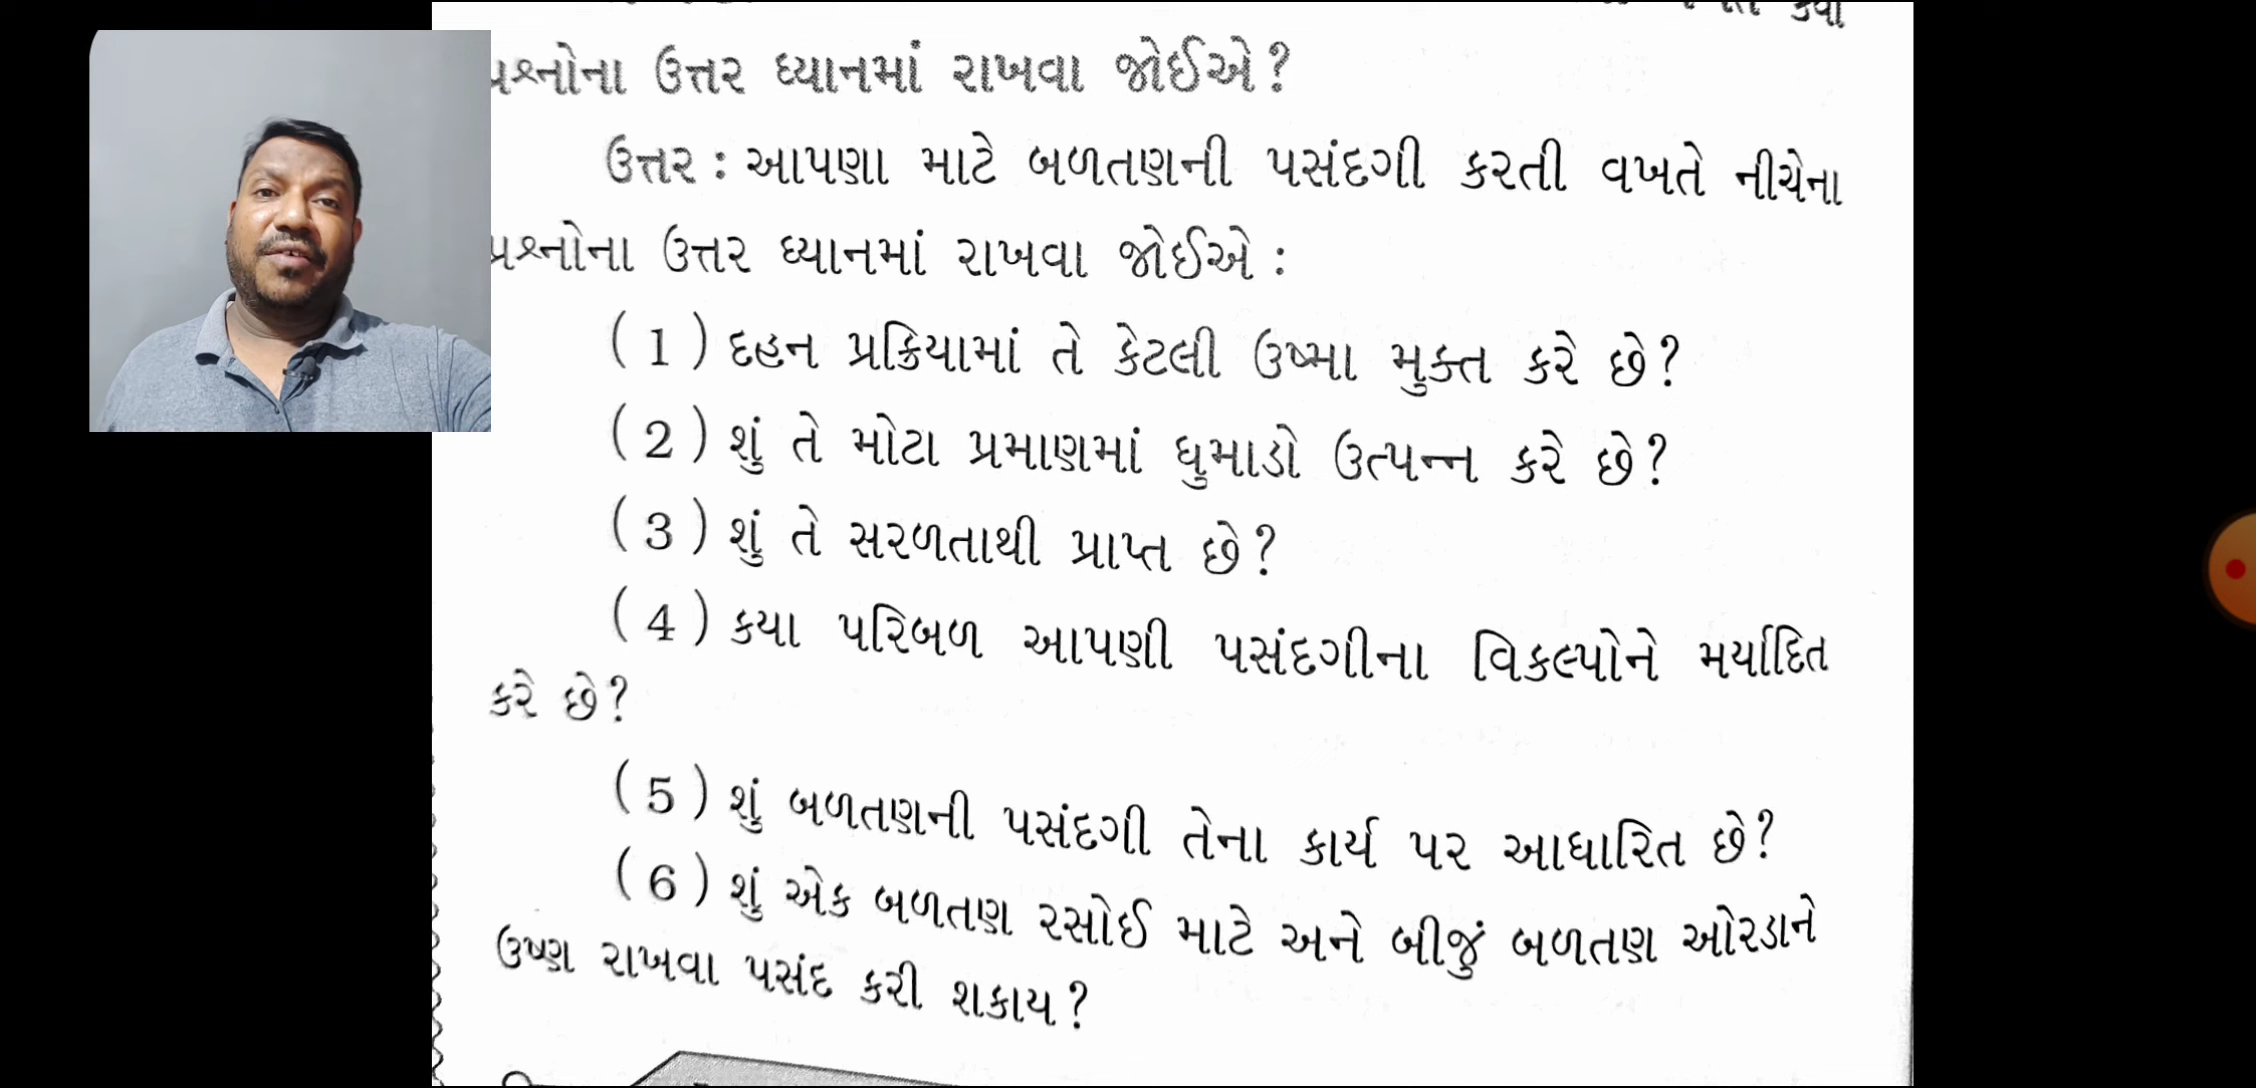 પ્રશ્નોના ઉત્તર ધ્યાનમાં રાખવા જોઈએ?
ઉત્તર : આપણા માટે બળતણની પસંદગી કરતી વખતે નીચેના
પ્રશ્નોના ઉત્તર ધ્યાનમાં રાખવા જોઈએ :
(1) દહન પ્રક્રિયામાં તે કેટલી ઉષ્મા મુક્ત કરે છે?
(2) શું તે મોટા પ્રમાણમાં ધુમાડો ઉત્પન્ન કરે છે?
(3) શું તે સરળતાથી પ્રાપ્ત છે?
(4) કયા પરિબળ આપણી પસંદગીના વિકલ્પોને મર્યાદિત
કરે છે?
(5) શું બળતણની પસંદગી તેના કાર્ય પર આધારિત છે?
(6) શું એક બળતણ રસોઈ માટે અને બીજું બળતણ ઓરડાને
ઉષ્ણ રાખવા પસંદ કરી શકાય?